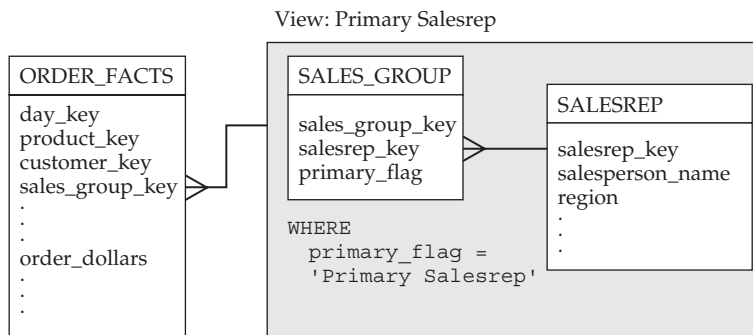 View: Primary Salesrep
ORDER_FACTS
day_key
product_key
customer_key
sales_group_key
.
.
.
order_dollars
.
.
.
SALES_GROUP
sales_group_key
salesrep_key
primary_flag
WHERE
primary_flag =
'Primary Salesrep'
SALESREP
salesrep_key
salesperson_name
region
.
.
.